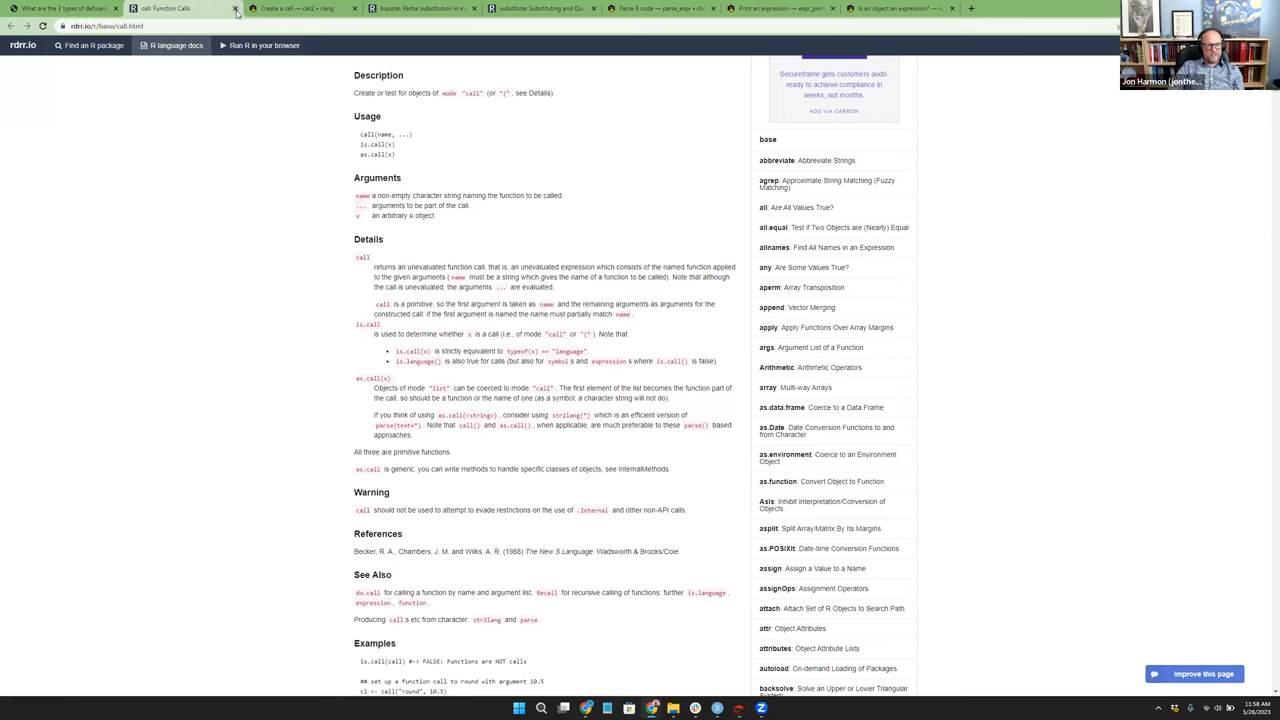 What are the 3 types of defused
call: Function Calls
Create a call — call2 • rlang
bquote: Partial substitution in ex
substitute: Substituting and Quo
Parse R code — parse_expr • rlan
Print an expression — expr_print
Is an object an expression? —
rdrr.io/r/base/call.html
rdrr.io
Find an R package
R language docs
Run R in your browser
Jon Harmon (jonthe...
Description
Create or test for objects of mode "call" (or "(", see Details).
Usage
call(name, ...)
is.call(x)
as.call(x)
Arguments
name a non-empty character string naming the function to be called.
... arguments to be part of the call.
x an arbitrary R object
Details
call
returns an unevaluated function call, that is, an unevaluated expression which consists of the named function applied
to the given arguments ( name must be a string which gives the name of a function to be called). Note that although
the call is unevaluated, the arguments ... are evaluated.
call is a primitive, so the first argument is taken as name and the remaining arguments as arguments for the
constructed call: if the first argument is named the name must partially match name.
is.call
is used to determine whether x is a call (i.e., of mode "call" or "("). Note that
• is.call(x) is strictly equivalent to typeof(x) == "language".
• is.language() is also true for calls (but also for symbols and expressions where is.call() is false).
as.call(x):
Objects of mode "list" can be coerced to mode "call". The first element of the list becomes the function part of
the call, so should be a function or the name of one (as a symbol; a character string will not do).
If you think of using as.call(<string>), consider using str2lang(*) which is an efficient version of
parse(text=*). Note that call() and as.call(), when applicable, are much preferable to these parse() based
approaches.
All three are primitive functions.
as.call is generic: you can write methods to handle specific classes of objects, see InternalMethods.
Warning
call should not be used to attempt to evade restrictions on the use of .Internal and other non-API calls.
References
Becker, R. A., Chambers, J. M. and Wilks, A. R. (1988) The New S Language. Wadsworth & Brooks/Cole.
See Also
do.call for calling a function by name and argument list; Recall for recursive calling of functions; further is.language,
expression, function.
Producing calls etc from character: str2lang and parse.
Examples
is.call(call) #-> FALSE: Functions are NOT calls
## set up a function call to round with argument 10.5
cl <- call("round", 10.5)
Secureframe gets customers audit-
ready to achieve compliance in
weeks, not months.
ADS VIA CARBON
base
abbreviate: Abbreviate Strings
agrep: Approximate String Matching (Fuzzy
Matching)
all: Are All Values True?
all.equal: Test if Two Objects are (Nearly) Equal
allnames: Find All Names in an Expression
any: Are Some Values True?
aperm: Array Transposition
append: Vector Merging
apply: Apply Functions Over Array Margins
args: Argument List of a Function
Arithmetic: Arithmetic Operators
array: Multi-way Arrays
as.data.frame: Coerce to a Data Frame
as.Date: Date Conversion Functions to and
from Character
as.environment: Coerce to an Environment
Object
as.function: Convert Object to Function
AsIs: Inhibit Interpretation/Conversion of
Objects
asplit: Split Array/Matrix By Its Margins
as.POSIXlt: Date-time Conversion Functions
assign: Assign a Value to a Name
assignOps: Assignment Operators
attach: Attach Set of R Objects to Search Path
attr: Object Attributes
attributes: Object Attribute Lists
autoload: On-demand Loading of Packages
backsolve: Solve an Upper or Lower Triangular
System
Improve this page
11:58 AM
5/26/2023